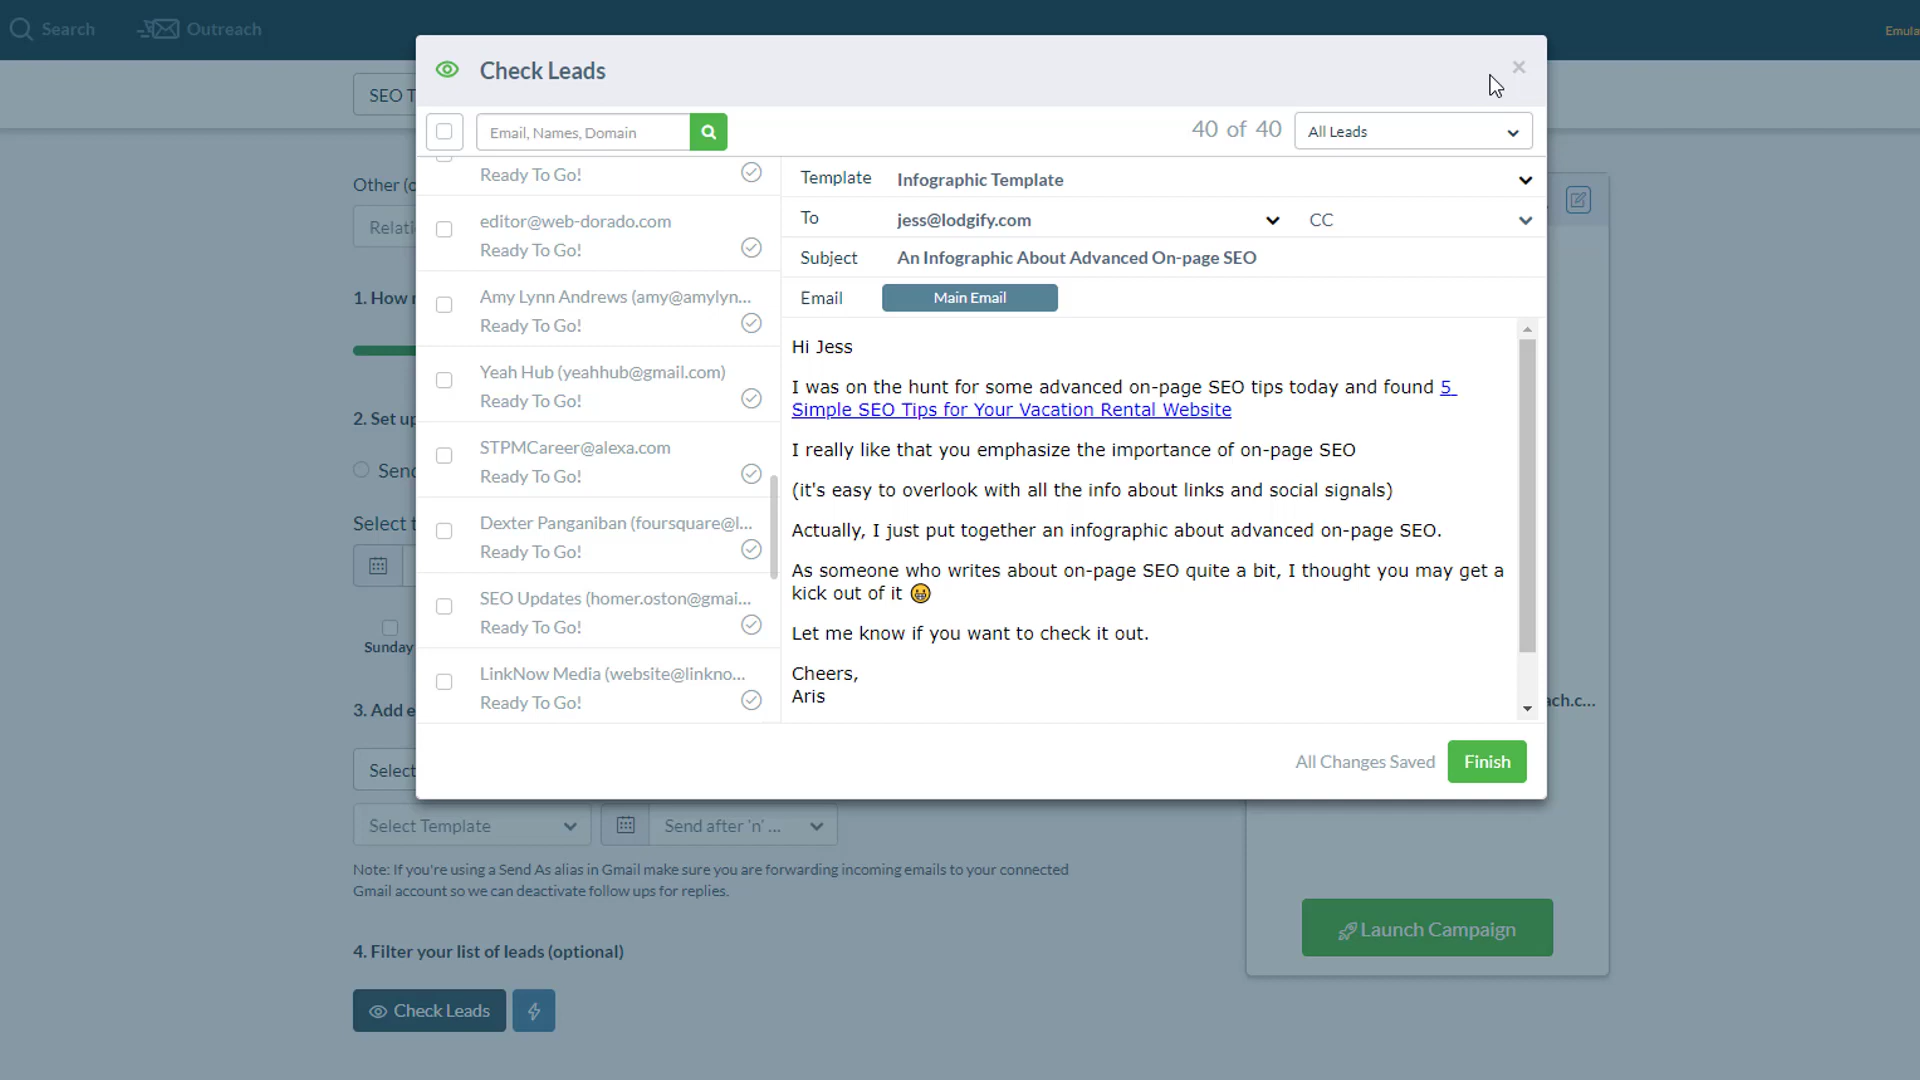 Search
Outreach
Emula
SEO T
Check Leads
×
Email, Names, Domain
40 of 40
All Leads
Ready To Go!
editor@web-dorado.com
Ready To Go!
Amy Lynn Andrews (amy@amylyn...
Ready To Go!
Yeah Hub (yeahhub@gmail.com)
Ready To Go!
STPMCareer@alexa.com
Ready To Go!
Dexter Panganiban (foursquare@l...
Ready To Go!
SEO Updates (homer.oston@gmai...
Ready To Go!
LinkNow Media (website@linkno...
Ready To Go!
Template Infographic Template
To jess@lodgify.com CC
Subject An Infographic About Advanced On-page SEO
Email Main Email
Hi Jess
I was on the hunt for some advanced on-page SEO tips today and found 5
Simple SEO Tips for Your Vacation Rental Website
I really like that you emphasize the importance of on-page SEO
(it's easy to overlook with all the info about links and social signals)
Actually, I just put together an infographic about advanced on-page SEO.
As someone who writes about on-page SEO quite a bit, I thought you may get a
kick out of it 😀
Let me know if you want to check it out.
Cheers,
Aris
All Changes Saved
Finish
Other (o
Relati
1. How
2. Set up
Send
Select t
Sunday
3. Add e
Select
Select Template
Send after 'n' ...
Note: If you're using a Send As alias in Gmail make sure you are forwarding incoming emails to your connected
Gmail account so we can deactivate follow ups for replies.
4. Filter your list of leads (optional)
Check Leads
ach.c...
Launch Campaign